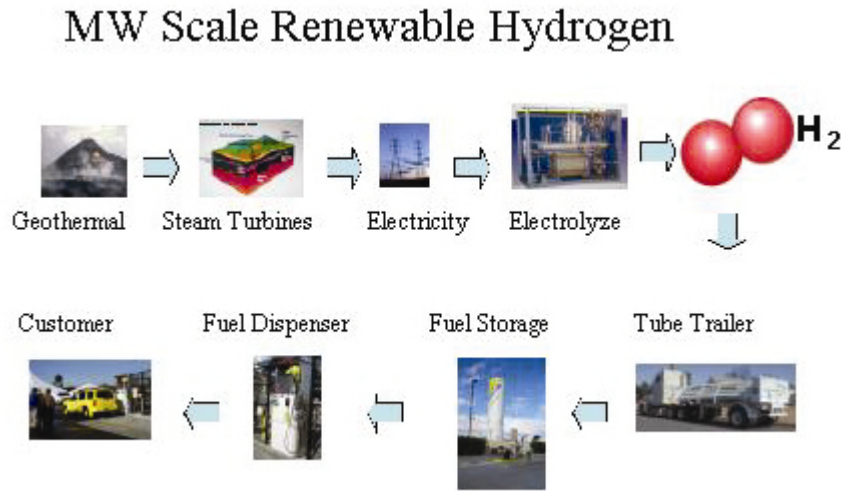 MW Scale Renewable Hydrogen
H2
Geothermal Steam Turbines Electricity Electrolyze
Customer Fuel Dispenser Fuel Storage Tube Trailer